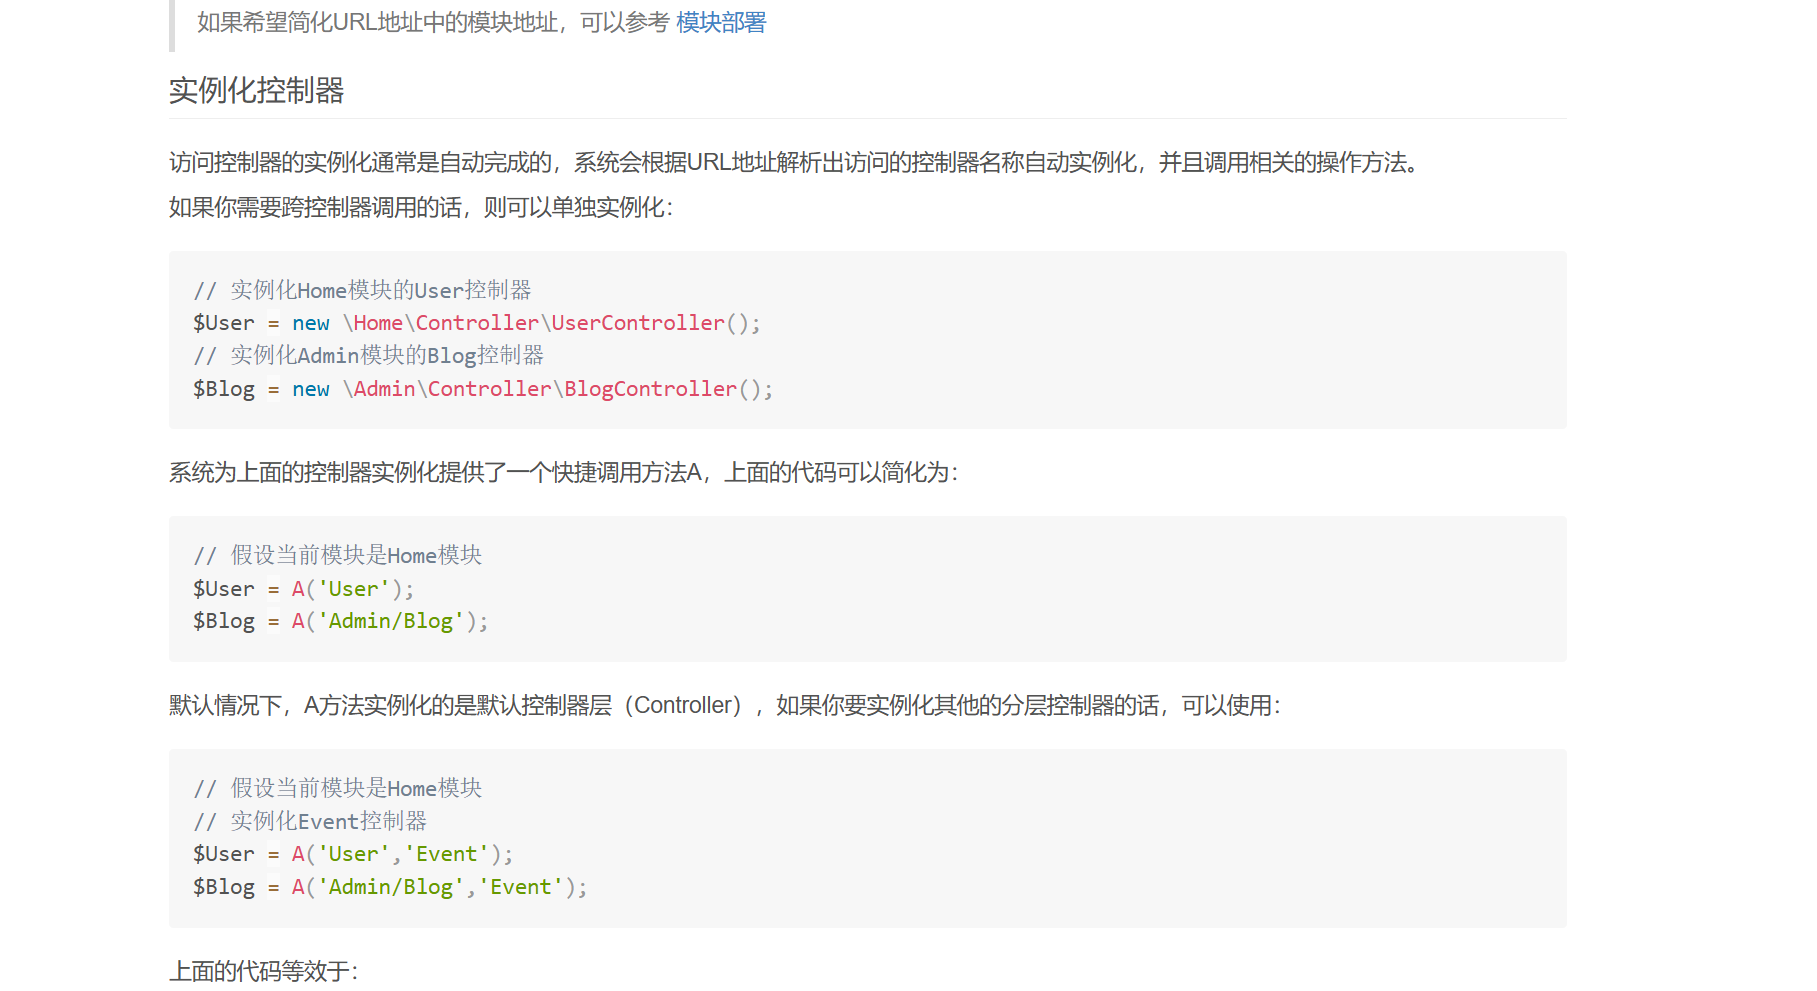 如果希望简化URL地址中的模块地址，可以参考 模块部署
实例化控制器
访问控制器的实例化通常是自动完成的，系统会根据URL地址解析出访问的控制器名称自动实例化，并且调用相关的操作方法。
如果你需要跨控制器调用的话，则可以单独实例化：
// 实例化Home模块的User控制器
$User = new \Home\Controller\UserController();
// 实例化Admin模块的Blog控制器
$Blog = new \Admin\Controller\BlogController();
系统为上面的控制器实例化提供了一个快捷调用方法A，上面的代码可以简化为：
// 假设当前模块是Home模块
$User = A('User');
$Blog = A('Admin/Blog');
默认情况下，A方法实例化的是默认控制器层（Controller），如果你要实例化其他的分层控制器的话，可以使用：
// 假设当前模块是Home模块
// 实例化Event控制器
$User = A('User','Event');
$Blog = A('Admin/Blog','Event');
上面的代码等效于：